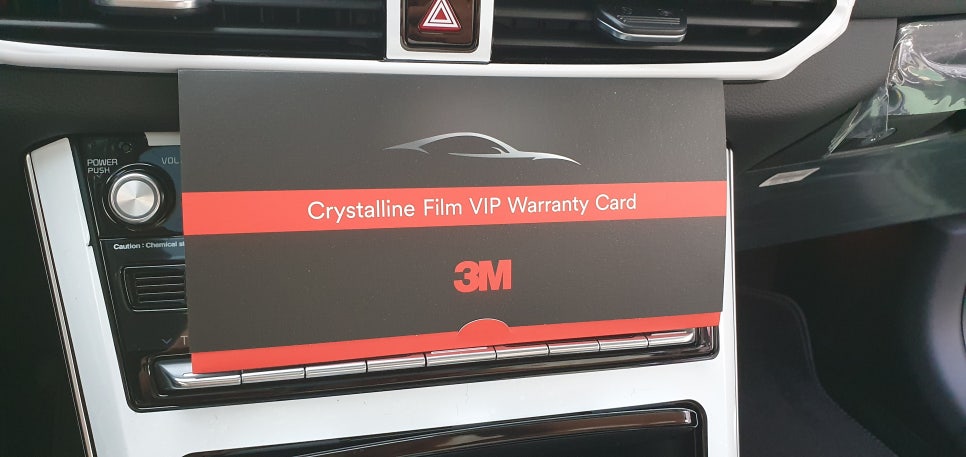 POWER
PUSH
VOL
Crystalline Film VIP Warranty Card
Caution : Chemical
3M